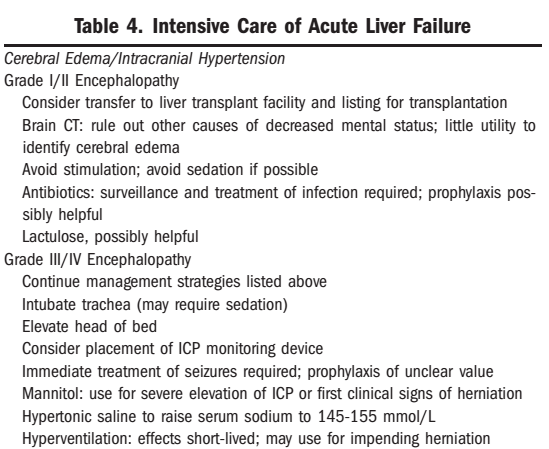 Table 4. Intensive Care of Acute Liver Failure
Cerebral Edema/Intracranial Hypertension
Grade I/II Encephalopathy
Consider transfer to liver transplant facility and listing for transplantation
Brain CT: rule out other causes of decreased mental status; little utility to
identify cerebral edema
Avoid stimulation; avoid sedation if possible
Antibiotics: surveillance and treatment of infection required; prophylaxis pos-
sibly helpful
Lactulose, possibly helpful
Grade III/IV Encephalopathy
Continue management strategies listed above
Intubate trachea (may require sedation)
Elevate head of bed
Consider placement of ICP monitoring device
Immediate treatment of seizures required; prophylaxis of unclear value
Mannitol: use for severe elevation of ICP or first clinical signs of herniation
Hypertonic saline to raise serum sodium to 145-155 mmol/L
Hyperventilation: effects short-lived; may use for impending herniation